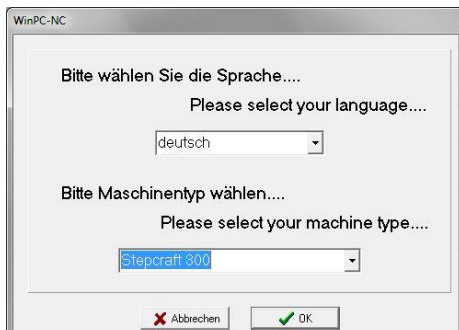 WinPC-NC
Bitte wählen Sie die Sprache....
Please select your language....
deutsch
Bitte Maschinentyp wählen....
Please select your machine type....
Stepcraft 300
Abbrechen
OK